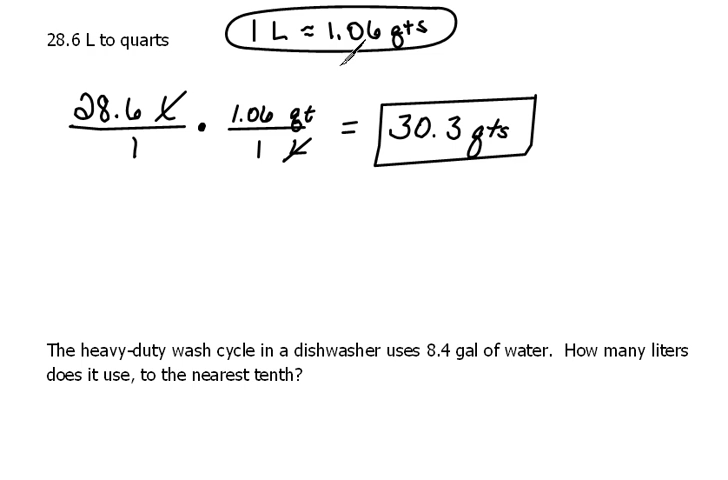 28.6 L to quarts
1 L ≈ 1.06 qts
28.6 L / 1 · 1.06 qt / 1 L = 30.3 qts
The heavy-duty wash cycle in a dishwasher uses 8.4 gal of water. How many liters
does it use, to the nearest tenth?